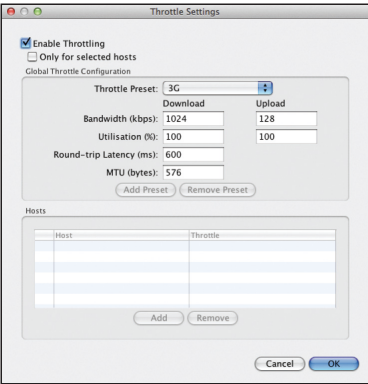 Throttle Settings
Enable Throttling
Only for selected hosts
Global Throttle Configuration
Throttle Preset: 3G
Download Upload
Bandwidth (kbps): 1024 128
Utilisation (%): 100 100
Round-trip Latency (ms): 600
MTU (bytes): 576
Add Preset Remove Preset
Hosts
Host Throttle
Add Remove
Cancel OK